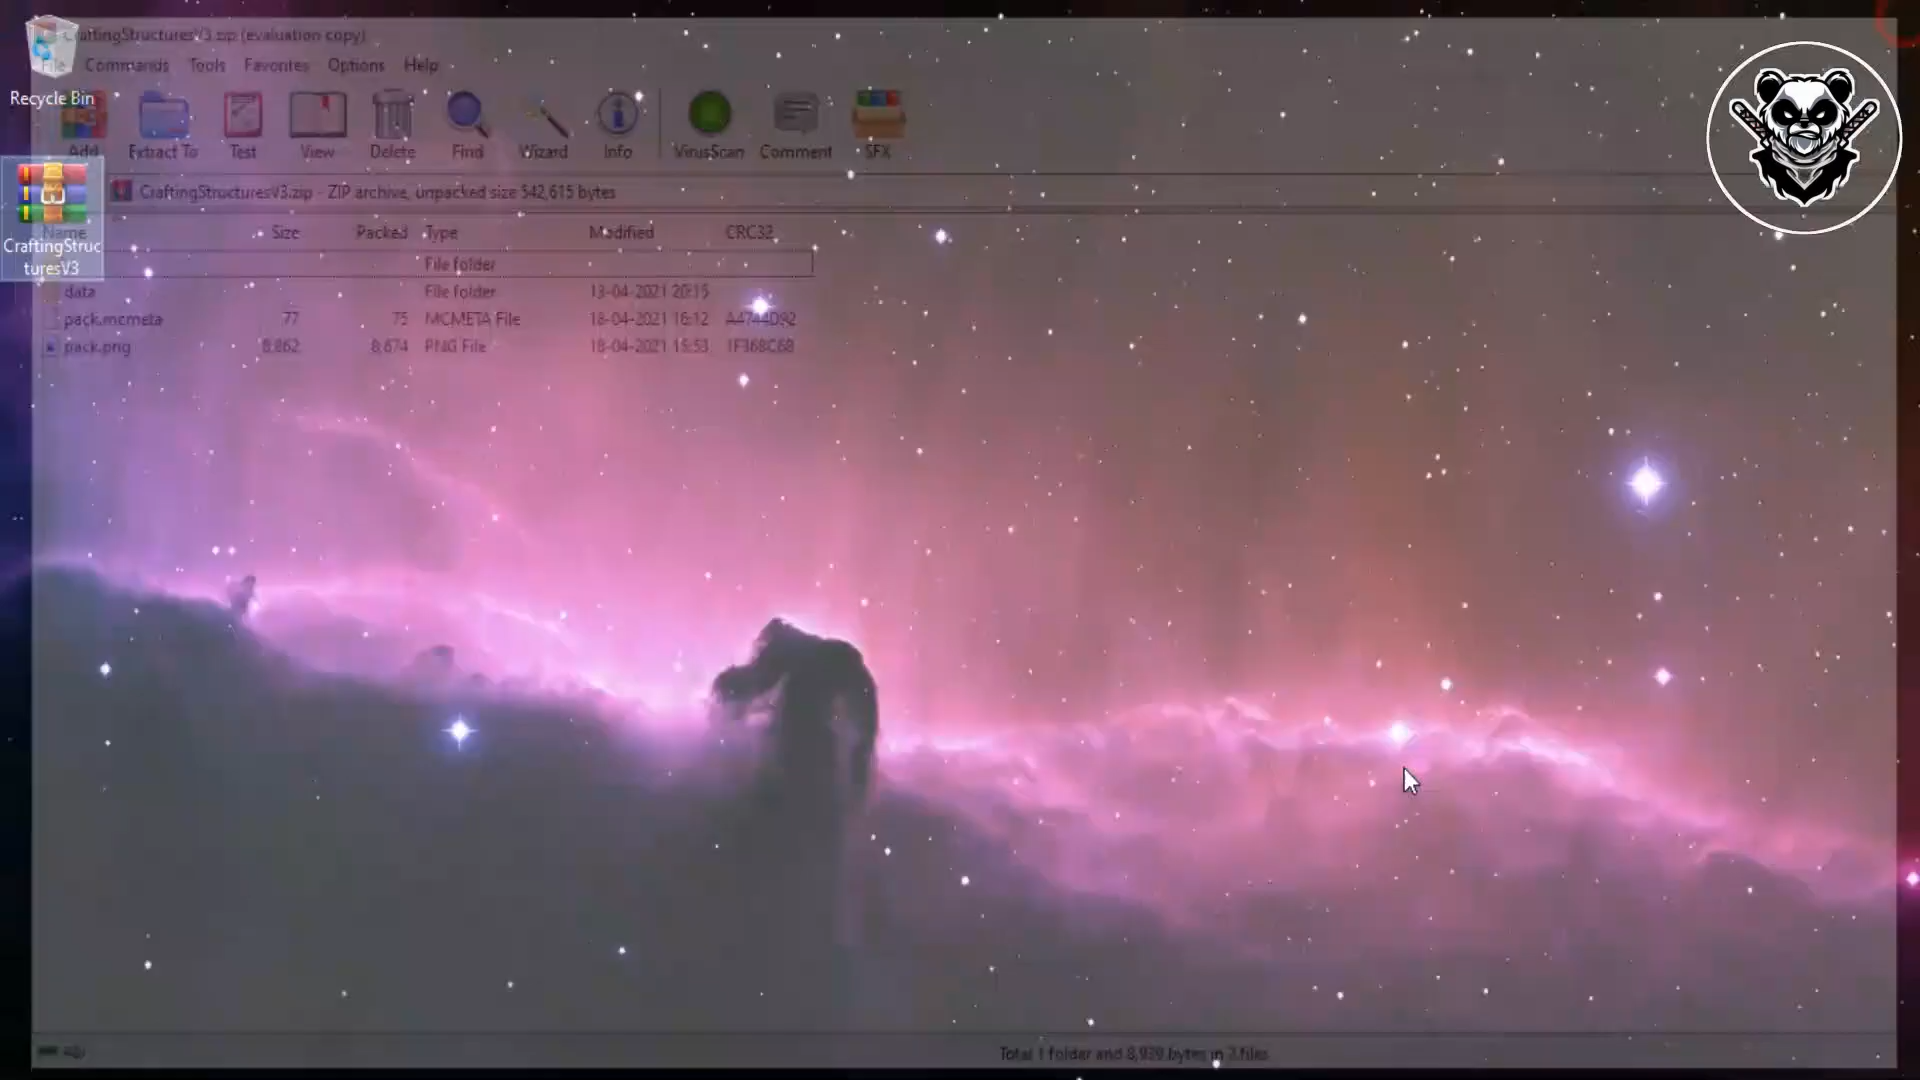 CraftingStructuresV3.zip (evaluation copy)
File Commands Tools Favorites Options Help
Recycle Bin
Add Extract To Test View Delete Find Wizard Info VirusScan Comment SFX
CraftingStructuresV3.zip - ZIP archive, unpacked size 542,615 bytes
Name Size Packed Type Modified CRC32
CraftingStruc
turesV3
File folder
data File folder 13-04-2021 20:15
pack.mcmeta 77 75 MCMETA File 18-04-2021 16:12 A4744D92
pack.png 8,862 8,674 PNG File 18-04-2021 15:53 1F368C68
Total 1 folder and 8,939 bytes in 2 files